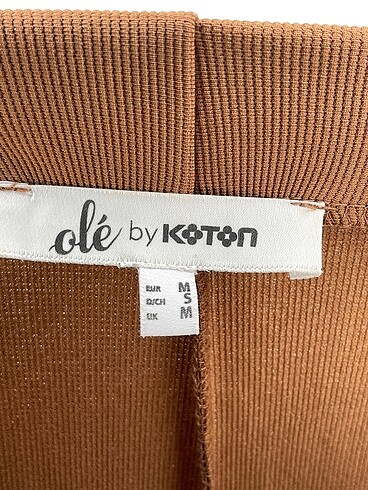 olé by KOTON
EUR M
D/CH S
UK M